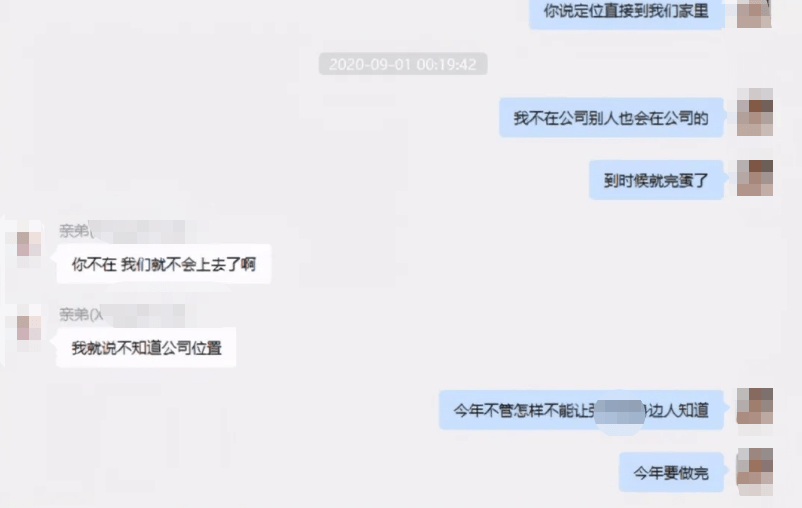 你说定位直接到我们家里
2020-09-01 00:19:42
我不在公司别人也会在公司的
到时候就完蛋了
亲弟(
你不在 我们就不会上去了啊
亲弟(X
我就说不知道公司位置
今年不管怎样不能让张 边人知道
今年要做完